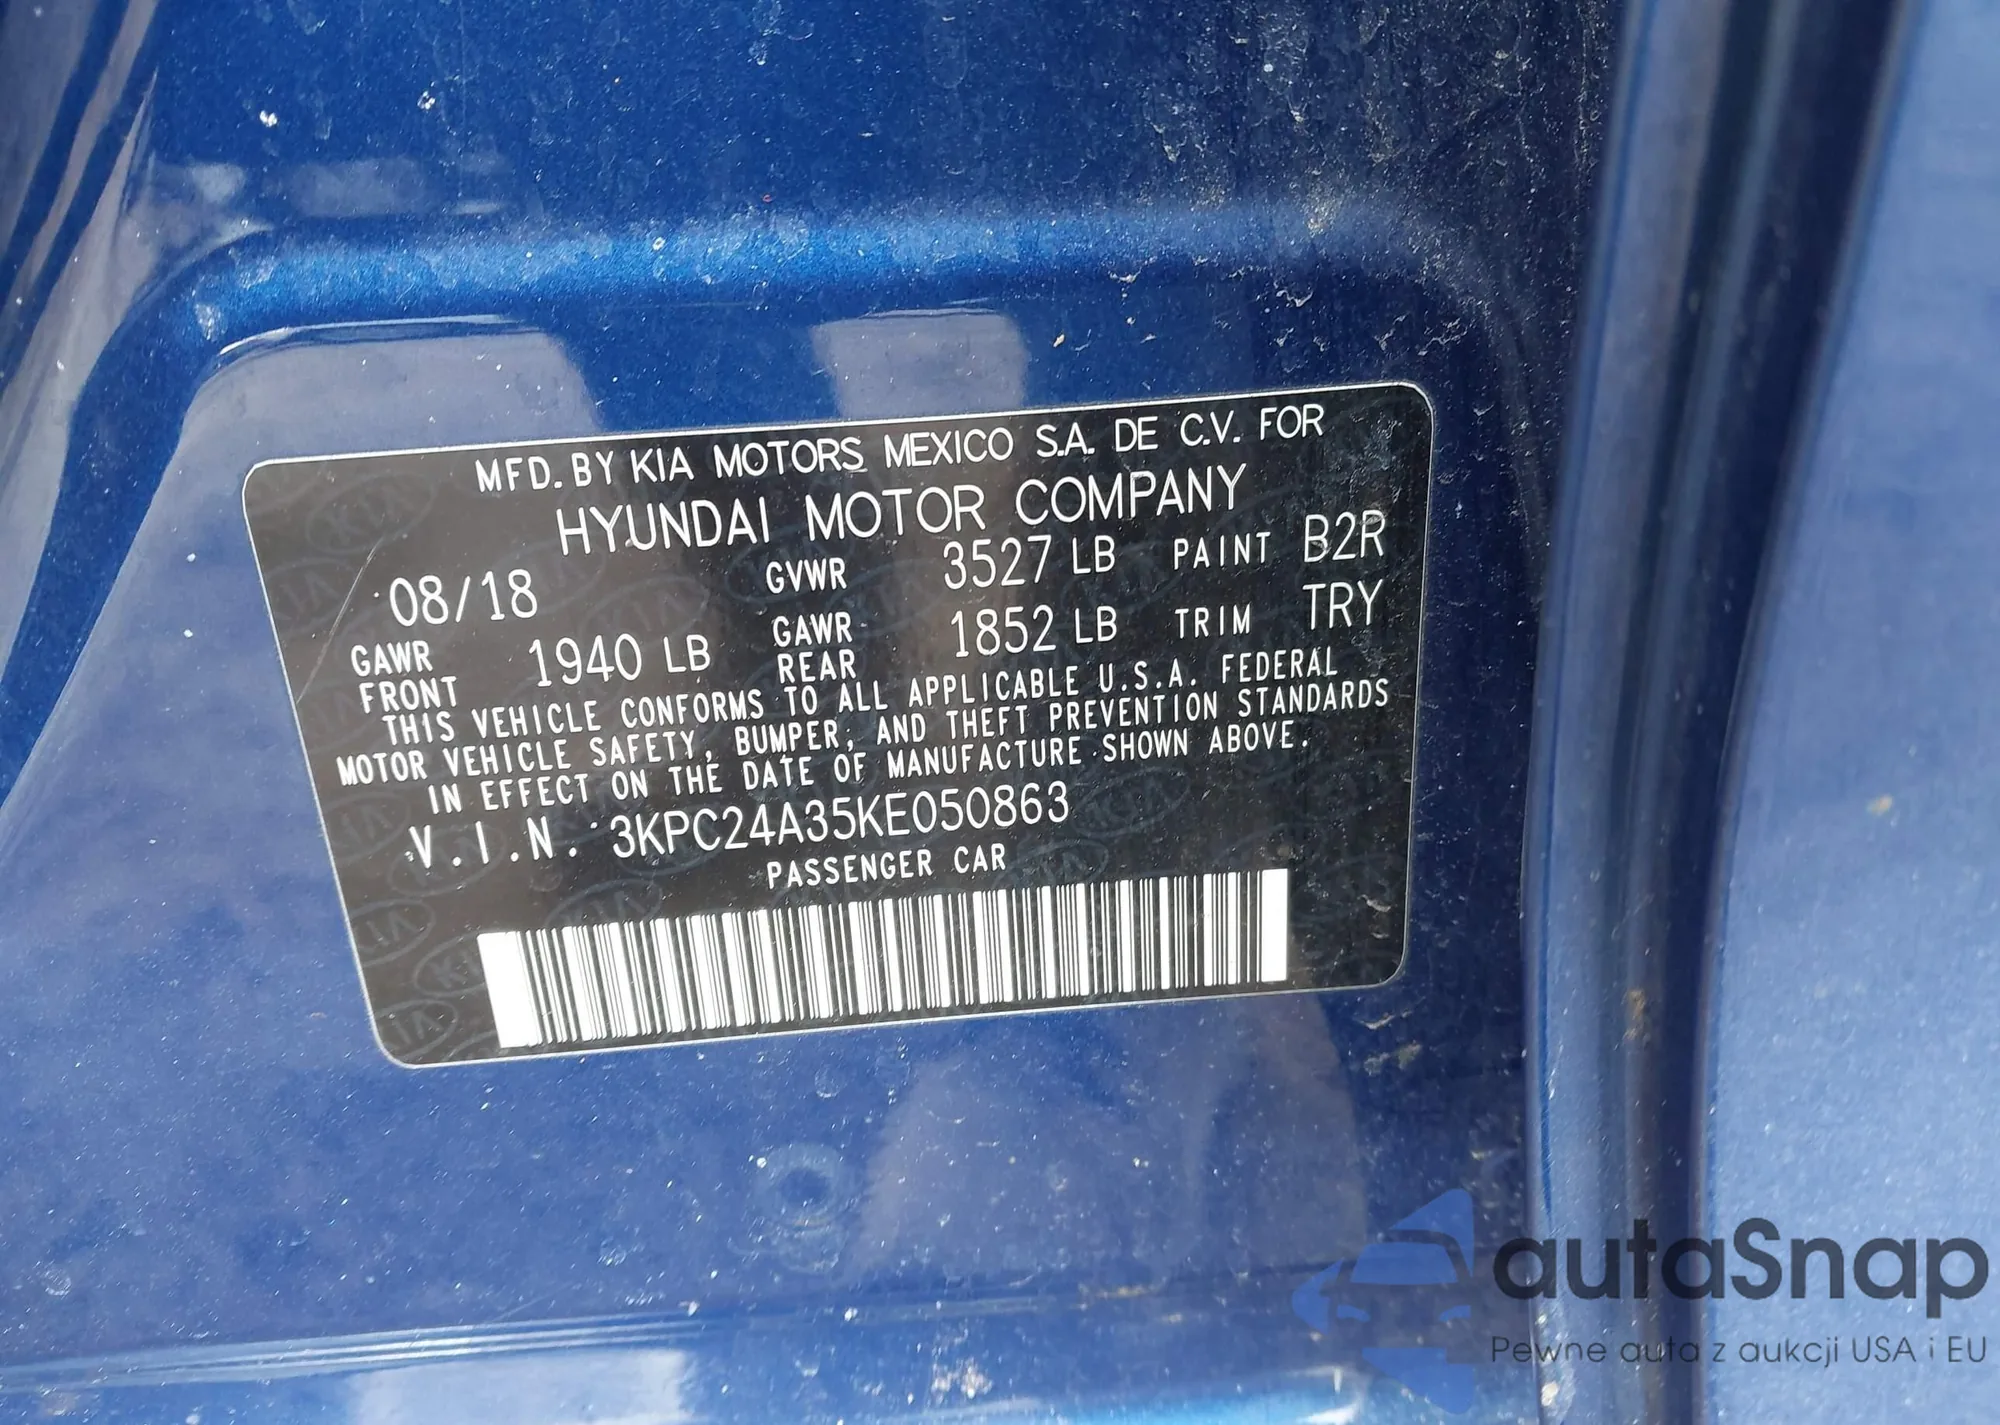 MFD. BY KIA MOTORS MEXICO S.A. DE C.V. FOR
HYUNDAI MOTOR COMPANY
08/18 GVWR 3527 LB PAINT B2R
GAWR FRONT 1940 LB GAWR REAR 1852 LB TRIM TRY
THIS VEHICLE CONFORMS TO ALL APPLICABLE U.S.A. FEDERAL
MOTOR VEHICLE SAFETY, BUMPER, AND THEFT PREVENTION STANDARDS
IN EFFECT ON THE DATE OF MANUFACTURE SHOWN ABOVE.
V.I.N. : 3KPC24A35KE050863
PASSENGER CAR
autaSnap
Pewne auta z aukcji USA i EU